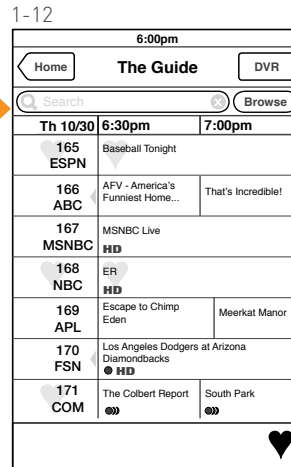 1-12
6:00pm
Home
The Guide
DVR
Search
Browse
Th 10/30
6:30pm
7:00pm
165
ESPN
Baseball Tonight
166
ABC
AFV - America's
Funniest Home...
That's Incredible!
167
MSNBC
MSNBC Live
HD
168
NBC
ER
HD
169
APL
Escape to Chimp
Eden
Meerkat Manor
170
FSN
Los Angeles Dodgers at Arizona
Diamondbacks
HD
171
COM
The Colbert Report
South Park